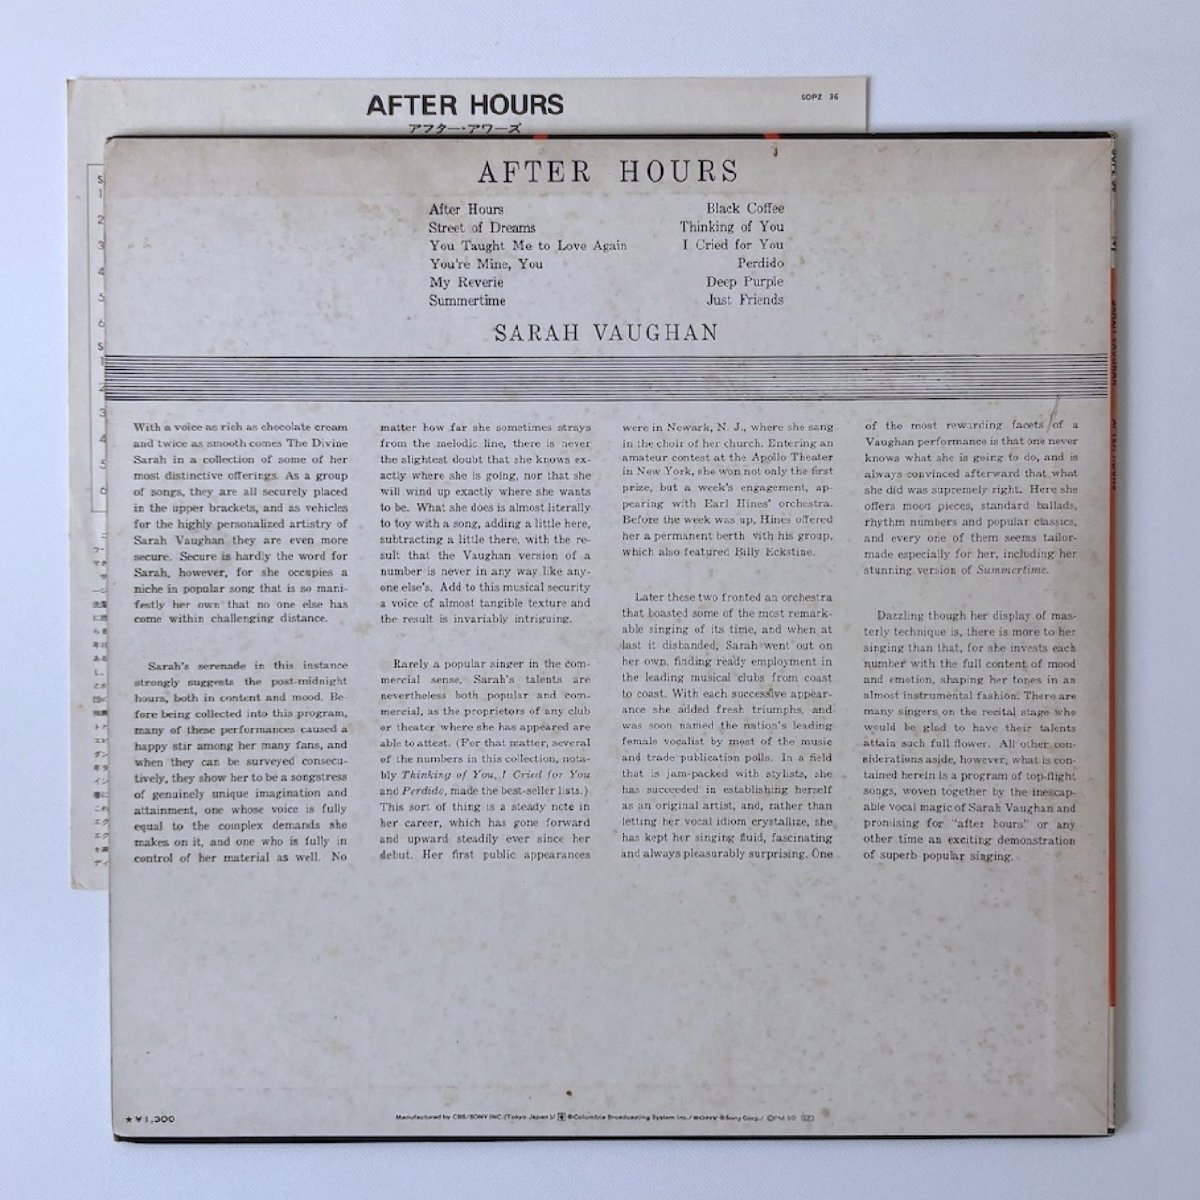 AFTER HOURS
SOPZ 36
アフター・アワーズ
AFTER HOURS
After Hours
Street of Dreams
You Taught Me to Love Again
You're Mine, You
My Reverie
Summertime
Black Coffee
Thinking of You
I Cried for You
Perdido
Deep Purple
Just Friends
SARAH VAUGHAN
With a voice as rich as chocolate cream
and twice as smooth comes The Divine
Sarah in a collection of some of her
most distinctive offerings. As a group
of songs, they are all securely placed
in the upper brackets, and as vehicles
for the highly personalized artistry of
Sarah Vaughan they are even more
secure. Secure is hardly the word for
Sarah, however, for she occupies a
niche in popular song that is so mani-
festly her own that no one else has
come within challenging distance.
Sarah's serenade in this instance
strongly suggests the post-midnight
hours, both in content and mood. Be-
fore being collected into this program,
many of these performances caused a
happy stir among her many fans, and
when they can be surveyed consecu-
tively, they show her to be a songstress
of genuinely unique imagination and
attainment, one whose voice is fully
equal to the complex demands she
makes on it, and one who is fully in
control of her material as well. No
matter how far she sometimes strays
from the melodic line, there is never
the slightest doubt that she knows ex-
actly where she is going, nor that she
will wind up exactly where she wants
to be. What she does is almost literally
to toy with a song, adding a little here,
subtracting a little there, with the re-
sult that the Vaughan version of a
number is never in any way like any-
one else's. Add to this musical security
a voice of almost tangible texture and
the result is invariably intriguing.
Rarely a popular singer in the com-
mercial sense, Sarah's talents are
nevertheless both popular and com-
mercial, as the proprietors of any club
or theater where she has appeared are
able to attest. (For that matter, several
of the numbers in this collection, nota-
bly Thinking of You, I Cried for You
and Perdido, made the best-seller lists.)
This sort of thing is a steady note in
her career, which has gone forward
and upward steadily ever since her
debut. Her first public appearances
were in Newark, N. J., where she sang
in the choir of her church. Entering an
amateur contest at the Apollo Theater
in New York, she won not only the first
prize, but a week's engagement, ap-
pearing with Earl Hines' orchestra.
Before the week was up, Hines offered
her a permanent berth with his group,
which also featured Billy Eckstine.
Later these two fronted an orchestra
that boasted some of the most remark-
able singing of its time, and when at
last it disbanded, Sarah went out on
her own, finding ready employment in
the leading musical clubs from coast
to coast. With each successive appear-
ance she added fresh triumphs, and
was soon named the nation's leading
female vocalist by most of the music
and trade publication polls. In a field
that is jam-packed with stylists, she
has succeeded in establishing herself
as an original artist, and, rather than
letting her vocal idiom crystallize, she
has kept her singing fluid, fascinating
and always pleasurably surprising. One
of the most rewarding facets of a
Vaughan performance is that one never
knows what she is going to do, and is
always convinced afterward that what
she did was supremely right. Here she
offers mood pieces, standard ballads,
rhythm numbers and popular classics,
and every one of them seems tailor-
made especially for her, including her
stunning version of Summertime.
Dazzling though her display of mas-
terly technique is, there is more to her
singing than that, for she invests each
number with the full content of mood
and emotion, shaping her tones in an
almost instrumental fashion. There are
many singers on the recital stage who
would be glad to have their talents
attain such full flower. All other con-
siderations aside, however, what is con-
tained herein is a program of top-flight
songs, woven together by the inescap-
able vocal magic of Sarah Vaughan and
promising for "after hours" or any
other time an exciting demonstration
of superb popular singing.
★¥1,300
Manufactured by CBS/SONY INC. (Tokyo Japan)/ ®Columbia Broadcasting System Inc./ SONY ®Sony Corp./